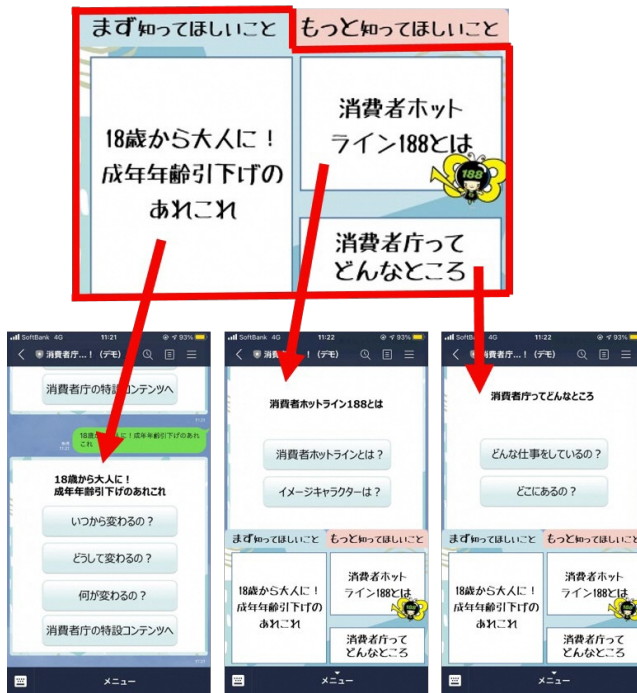 まず知ってほしいこと
もっと知ってほしいこと
18歳から大人に！
成年年齢引下げの
あれこれ
消費者ホット
ライン188とは
188
消費者庁って
どんなところ
SoftBank 4G 11:21 93%
消費者庁...！（デモ）
消費者庁の特設コンテンツへ
11:21
18歳から大人に！成年年齢引下げのあれ
これ
既読
11:21
18歳から大人に！
成年年齢引下げのあれこれ
いつから変わるの？
どうして変わるの？
何が変わるの？
消費者庁の特設コンテンツへ
11:21
メニュー
SoftBank 4G 11:22 93%
消費者庁...！（デモ）
消費者ホットライン188とは
消費者ホットラインとは？
イメージキャラクターは？
まず知ってほしいこと
もっと知ってほしいこと
18歳から大人に！
成年年齢引下げの
あれこれ
消費者ホット
ライン188とは
消費者庁って
どんなところ
メニュー
SoftBank 4G 11:22 93%
消費者庁...！（デモ）
消費者庁ってどんなところ
どんな仕事をしているの？
どこにあるの？
まず知ってほしいこと
もっと知ってほしいこと
18歳から大人に！
成年年齢引下げの
あれこれ
消費者ホット
ライン188とは
消費者庁って
どんなところ
メニュー